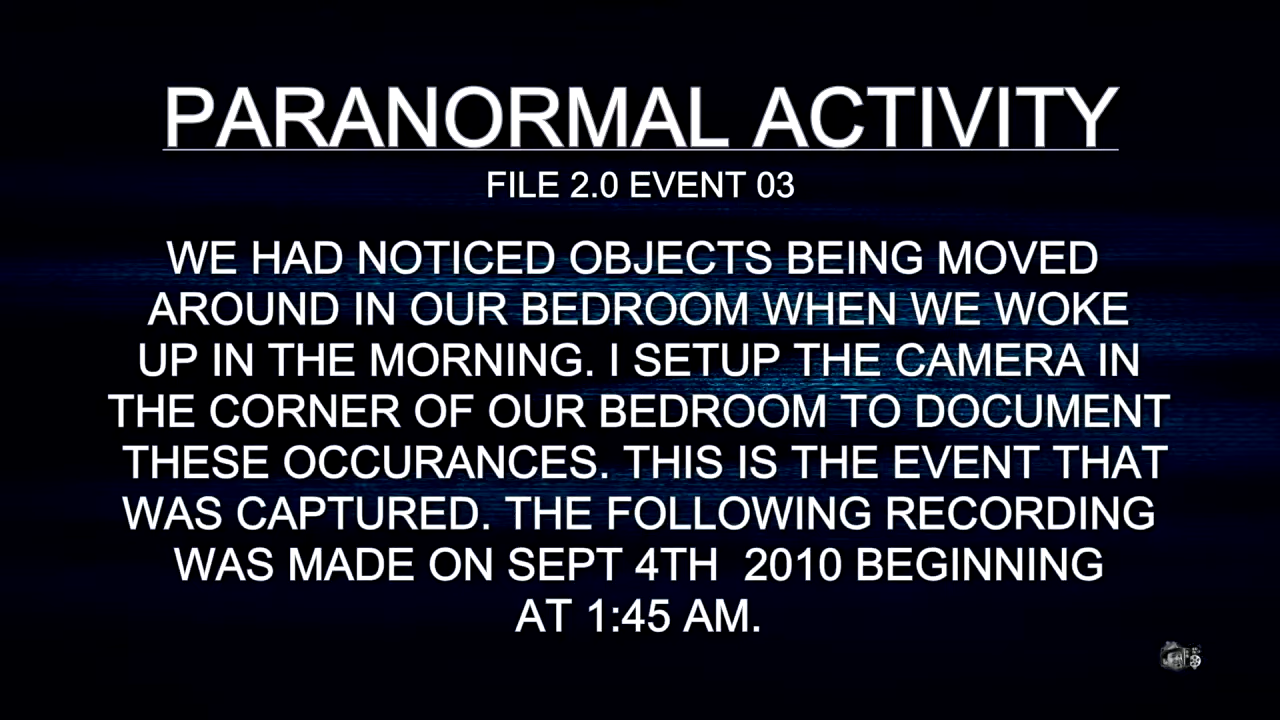 PARANORMAL ACTIVITY
FILE 2.0 EVENT 03
WE HAD NOTICED OBJECTS BEING MOVED
AROUND IN OUR BEDROOM WHEN WE WOKE
UP IN THE MORNING. I SETUP THE CAMERA IN
THE CORNER OF OUR BEDROOM TO DOCUMENT
THESE OCCURANCES. THIS IS THE EVENT THAT
WAS CAPTURED. THE FOLLOWING RECORDING
WAS MADE ON SEPT 4TH 2010 BEGINNING
AT 1:45 AM.